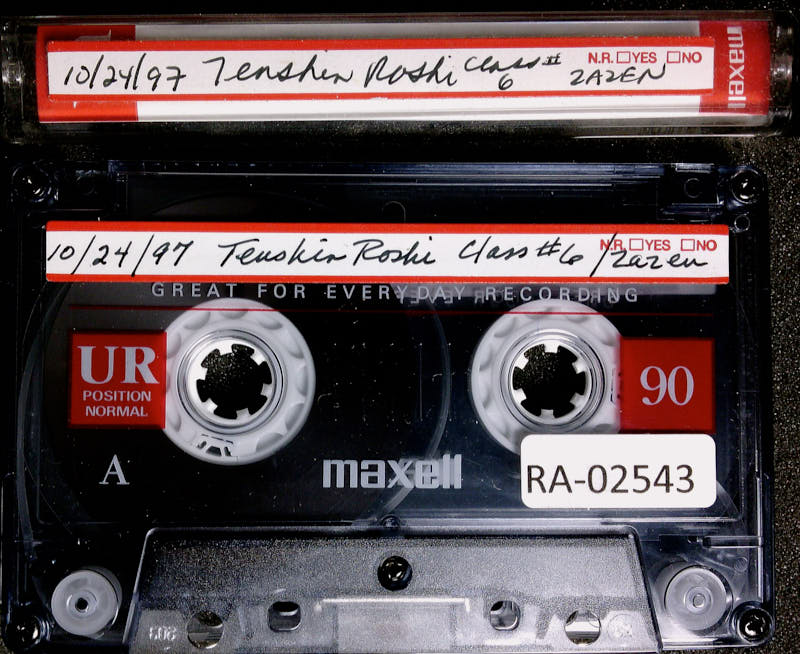 10/24/97 Tenshin Roshi Class #6 ZAZEN
N.R. YES NO
maxell
10/24/97 Tenshin Roshi Class #6 / zazen
N.R. YES NO
GREAT FOR EVERYDAY RECORDING
UR
POSITION
NORMAL
90
A
maxell
RA-02543